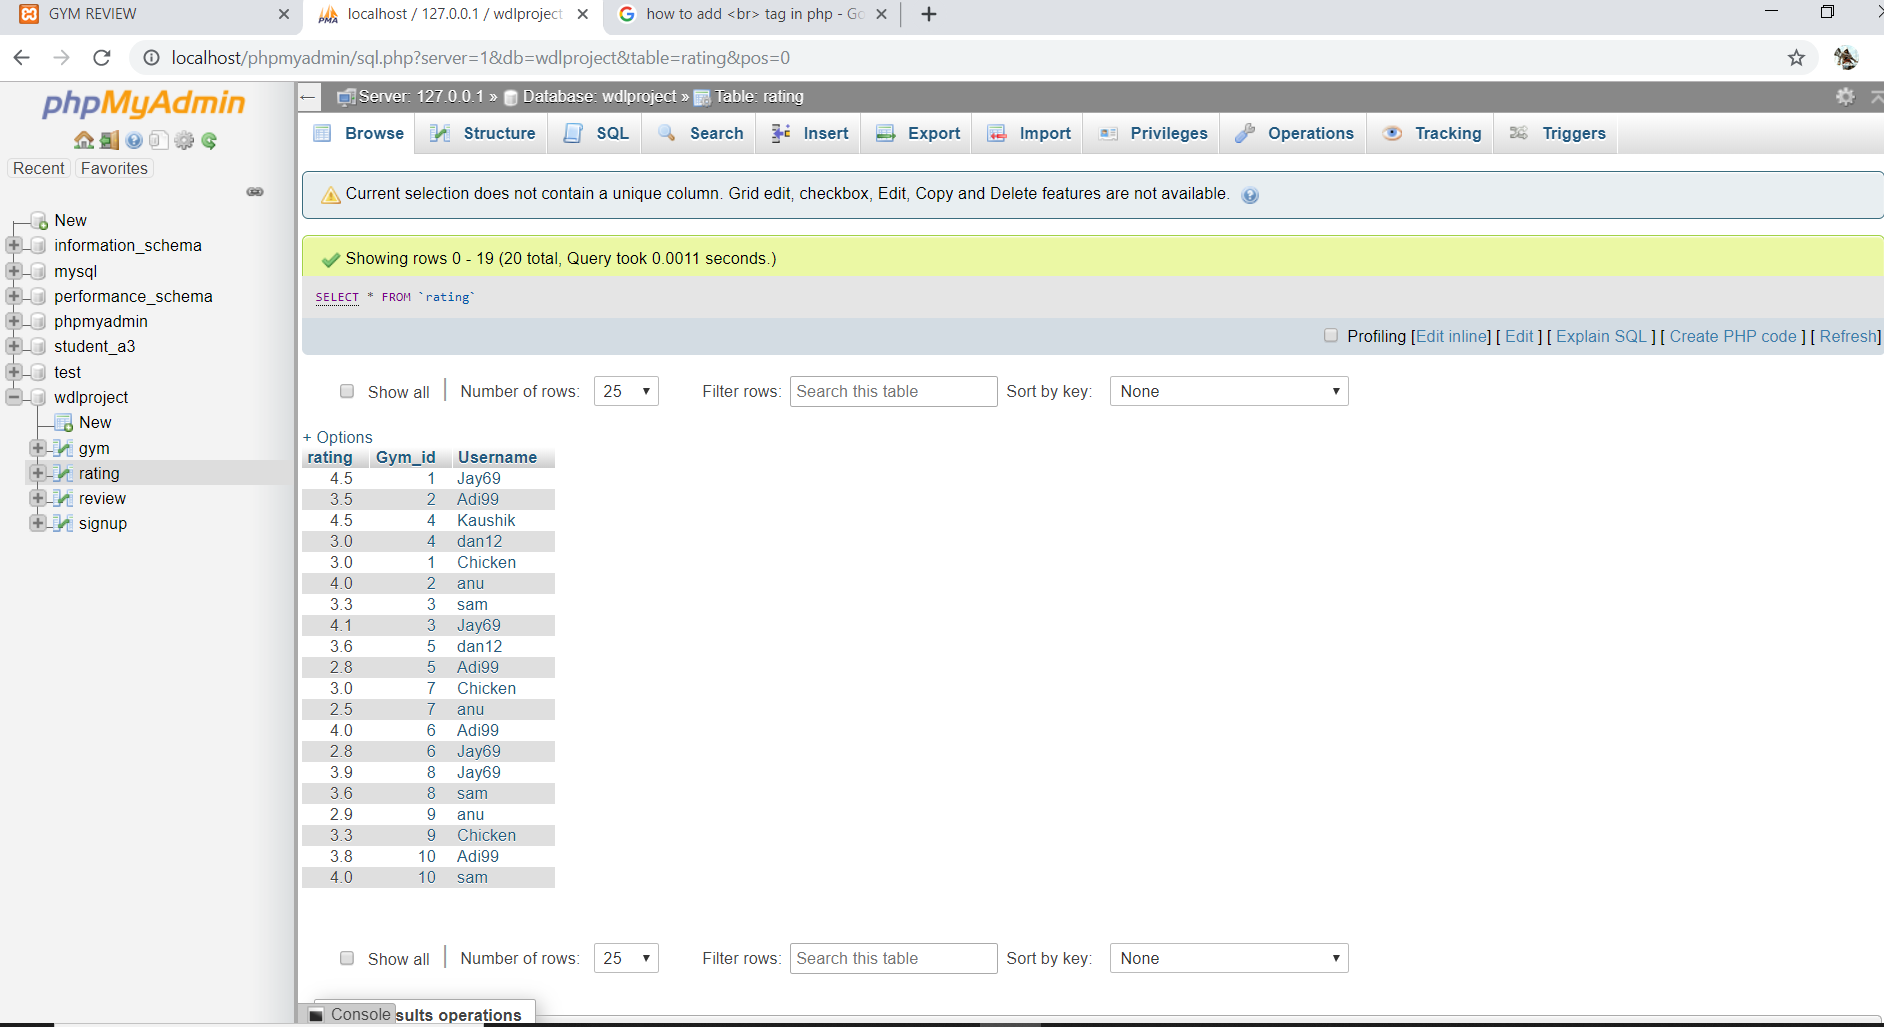 GYM REVIEW
localhost / 127.0.0.1 / wdlproject
how to add <br> tag in php - Go
localhost/phpmyadmin/sql.php?server=1&db=wdlproject&table=rating&pos=0
phpMyAdmin
Recent Favorites
New
information_schema
mysql
performance_schema
phpmyadmin
student_a3
test
wdlproject
New
gym
rating
review
signup
Server: 127.0.0.1 » Database: wdlproject » Table: rating
Browse Structure SQL Search Insert Export Import Privileges Operations Tracking Triggers
Current selection does not contain a unique column. Grid edit, checkbox, Edit, Copy and Delete features are not available.
Showing rows 0 - 19 (20 total, Query took 0.0011 seconds.)
SELECT * FROM `rating`
Profiling [Edit inline] [ Edit ] [ Explain SQL ] [ Create PHP code ] [ Refresh]
Show all | Number of rows: 25 Filter rows: Search this table Sort by key: None
+ Options
rating Gym_id Username
4.5 1 Jay69
3.5 2 Adi99
4.5 4 Kaushik
3.0 4 dan12
3.0 1 Chicken
4.0 2 anu
3.3 3 sam
4.1 3 Jay69
3.6 5 dan12
2.8 5 Adi99
3.0 7 Chicken
2.5 7 anu
4.0 6 Adi99
2.8 6 Jay69
3.9 8 Jay69
3.6 8 sam
2.9 9 anu
3.3 9 Chicken
3.8 10 Adi99
4.0 10 sam
Show all | Number of rows: 25 Filter rows: Search this table Sort by key: None
Console sults operations